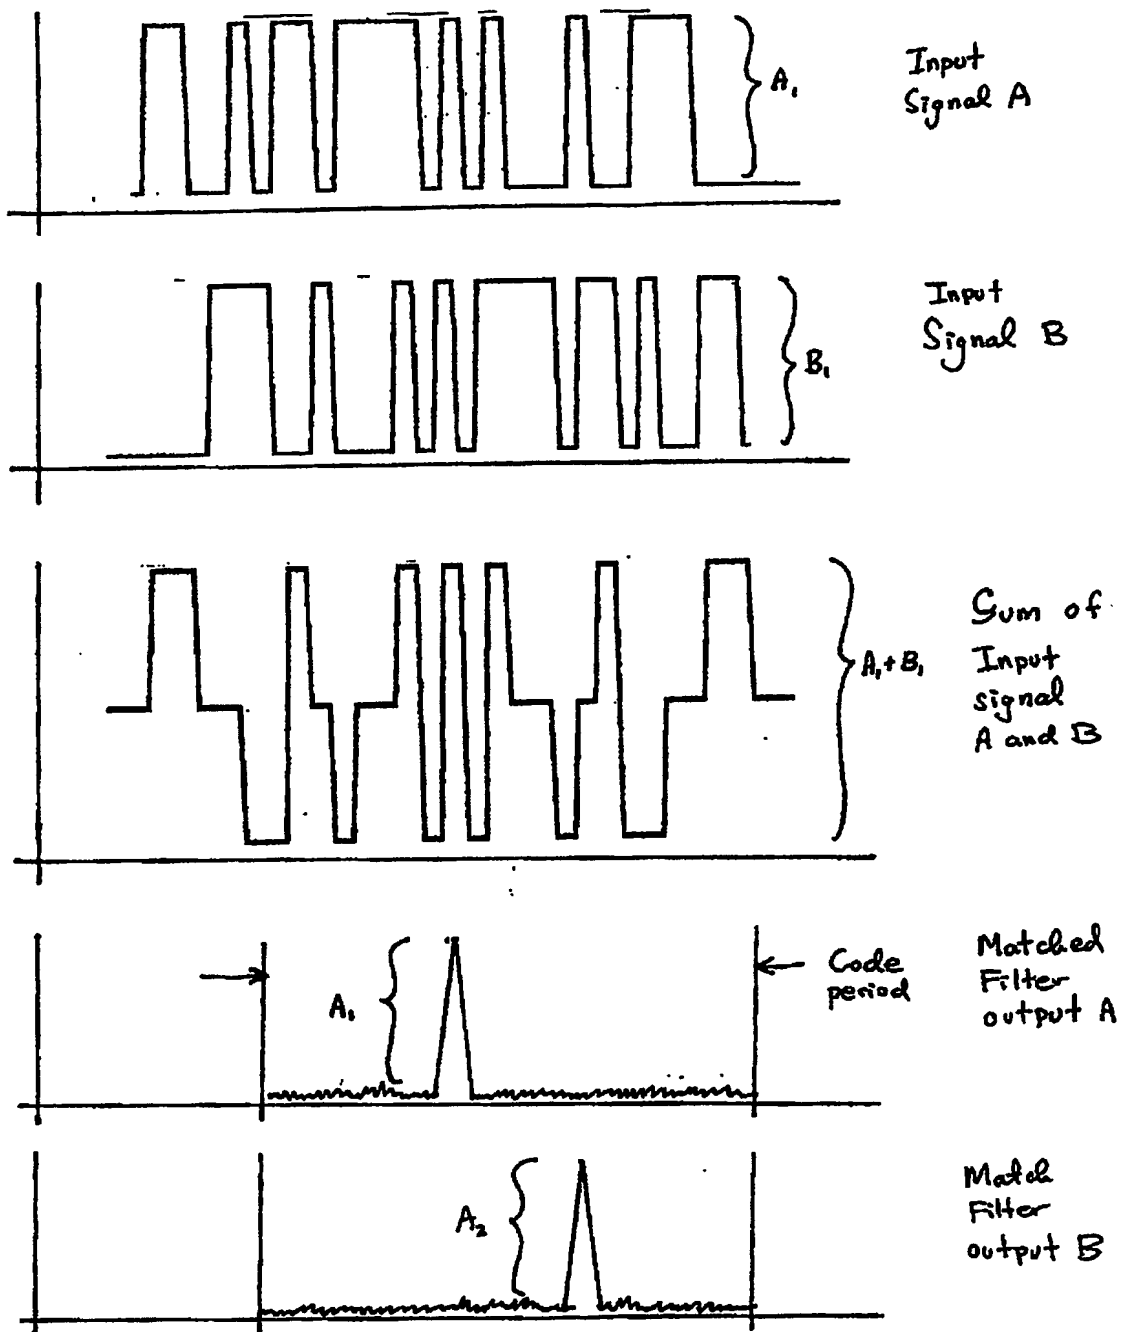 A₁
Input
Signal A
B₁
Input
Signal B
A₁+B₁
Sum of
Input
signal
A and B
A₁
Code
period
Matched
Filter
output A
A₂
Match
Filter
output B